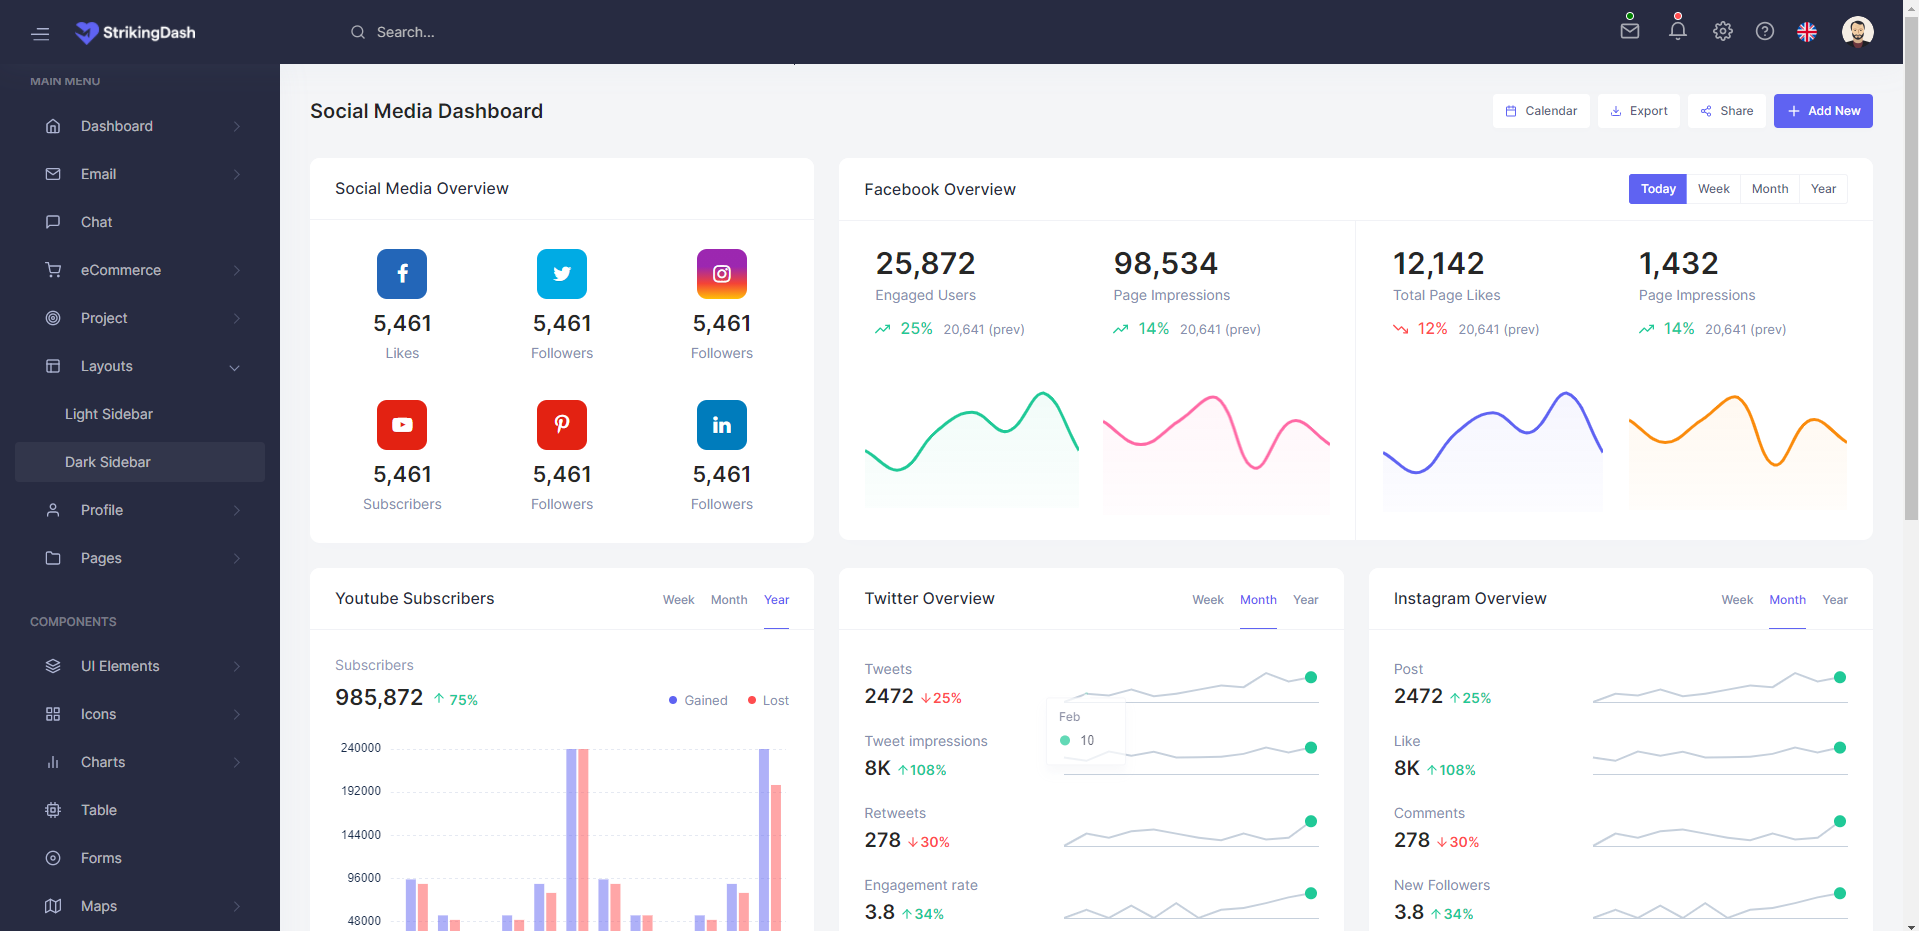 StrikingDash
Search...
MAIN MENU
Dashboard
Email
Chat
eCommerce
Project
Layouts
Light Sidebar
Dark Sidebar
Profile
Pages
COMPONENTS
UI Elements
Icons
Charts
Table
Forms
Maps
Social Media Dashboard
Calendar
Export
Share
Add New
Social Media Overview
5,461
Likes
5,461
Followers
5,461
Followers
5,461
Subscribers
5,461
Followers
5,461
Followers
Facebook Overview
Today Week Month Year
25,872
Engaged Users
25% 20,641 (prev)
98,534
Page Impressions
14% 20,641 (prev)
12,142
Total Page Likes
12% 20,641 (prev)
1,432
Page Impressions
14% 20,641 (prev)
Youtube Subscribers
Week Month Year
Subscribers
985,872 ↑ 75%
Gained Lost
240000
192000
144000
96000
48000
Twitter Overview
Week Month Year
Tweets
2472 ↓25%
Feb
10
Tweet impressions
8K ↑108%
Retweets
278 ↓30%
Engagement rate
3.8 ↑34%
Instagram Overview
Week Month Year
Post
2472 ↑25%
Like
8K ↑108%
Comments
278 ↓30%
New Followers
3.8 ↑34%